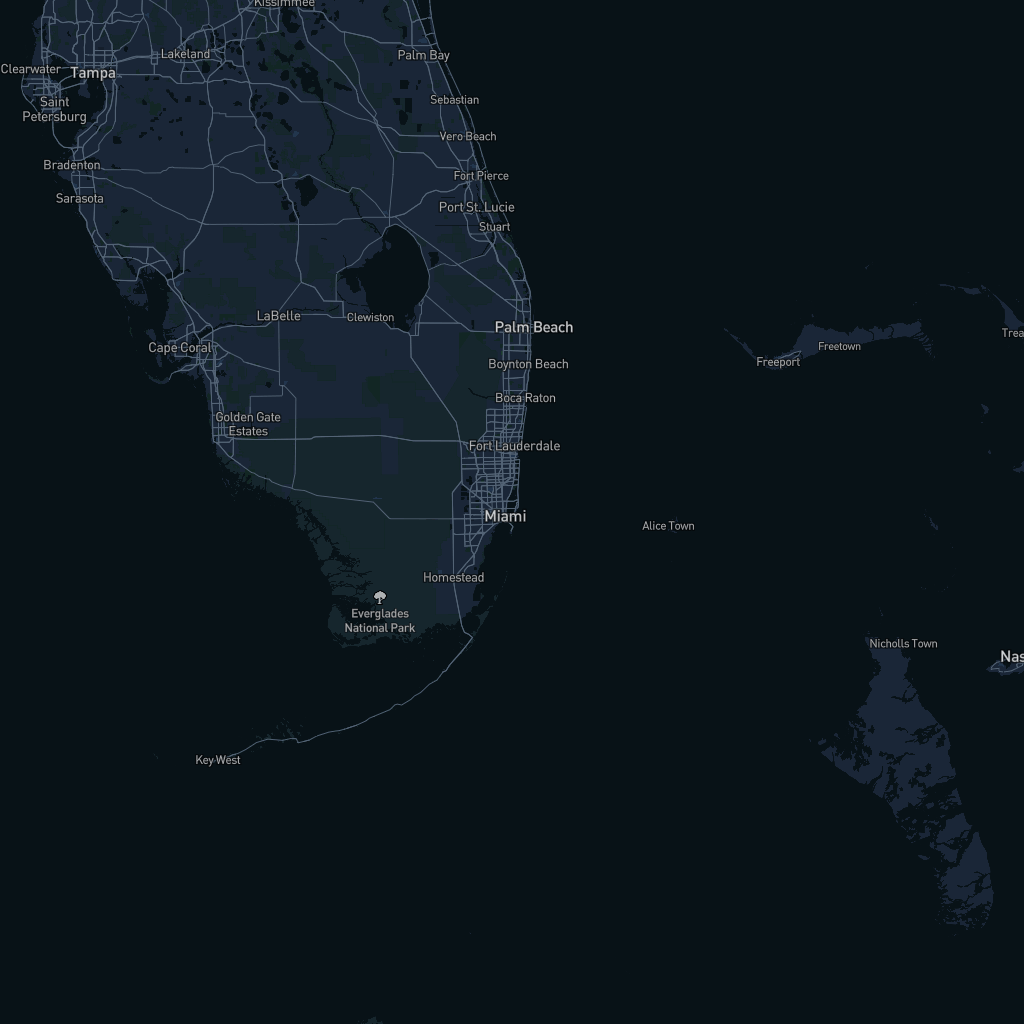 Kissimmee
Lakeland
Palm Bay
Clearwater
Tampa
Saint
Petersburg
Sebastian
Vero Beach
Bradenton
Fort Pierce
Sarasota
Port St. Lucie
Stuart
LaBelle
Clewiston
Palm Beach
Cape Coral
Freetown
Freeport
Trea
Boynton Beach
Boca Raton
Golden Gate
Estates
Fort Lauderdale
Miami
Alice Town
Homestead
Everglades
National Park
Nicholls Town
Nas
Key West